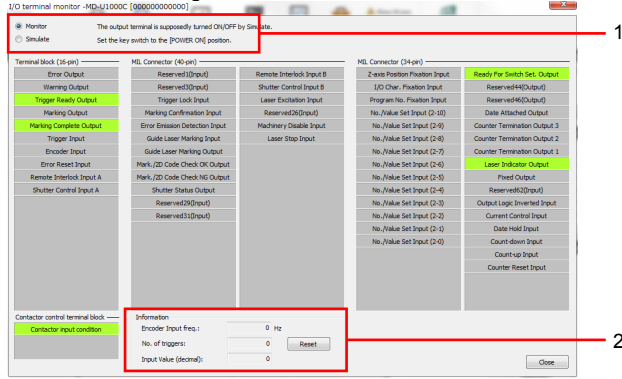 I/O terminal monitor -MD-U1000C [000000000000]
Monitor
The output terminal is supposedly turned ON/OFF by Simulate.
Simulate
Set the key switch to the [POWER ON] position.
1
Terminal block (16-pin)
Error Output
Warning Output
Trigger Ready Output
Marking Output
Marking Complete Output
Trigger Input
Encoder Input
Error Reset Input
Remote Interlock Input A
Shutter Control Input A
MIL Connector (40-pin)
Reserved1(Input)
Reserved3(Input)
Trigger Lock Input
Marking Confirmation Input
Error Emission Detection Input
Guide Laser Marking Input
Guide Laser Marking Output
Mark./2D Code Check OK Output
Mark./2D Code Check NG Output
Shutter Status Output
Reserved29(Input)
Reserved31(Input)
Remote Interlock Input B
Shutter Control Input B
Laser Excitation Input
Reserved26(Input)
Machinery Disable Input
Laser Stop Input
MIL Connector (34-pin)
Z-axis Position Fixation Input
I/O Char. Fixation Input
Program No. Fixation Input
No./Value Set Input (2-10)
No./Value Set Input (2-9)
No./Value Set Input (2-8)
No./Value Set Input (2-7)
No./Value Set Input (2-6)
No./Value Set Input (2-5)
No./Value Set Input (2-4)
No./Value Set Input (2-3)
No./Value Set Input (2-2)
No./Value Set Input (2-1)
No./Value Set Input (2-0)
Ready For Switch Set. Output
Reserved44(Output)
Reserved46(Output)
Date Attached Output
Counter Termination Output 3
Counter Termination Output 2
Counter Termination Output 1
Laser Indicator Output
Fixed Output
Reserved62(Input)
Output Logic Inverted Input
Current Control Input
Date Hold Input
Count-down Input
Count-up Input
Counter Reset Input
Contactor control terminal block
Contactor input condition
Information
Encoder Input freq.: 0 Hz
No. of triggers: 0 Reset
Input Value (decimal): 0
2
Close